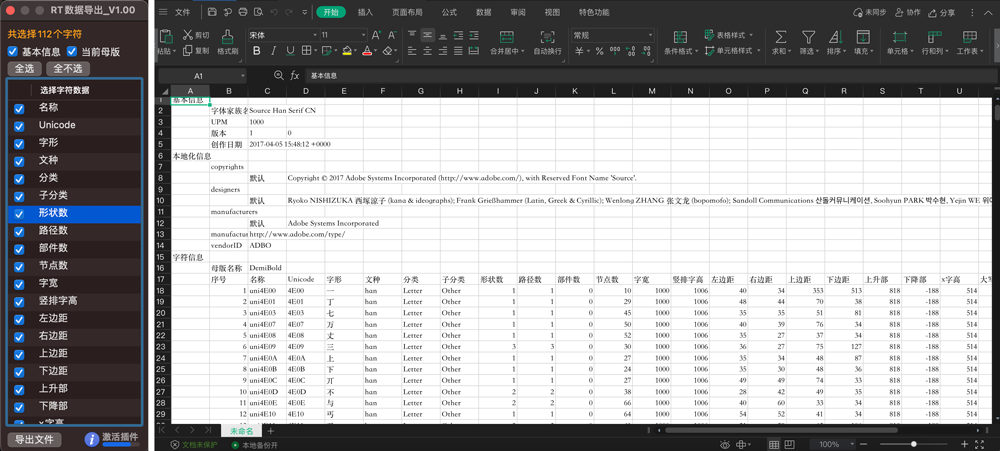 RT数据导出_V1.00
共选择112个字符
基本信息 当前母版
全选 全不选
选择字符数据
名称
Unicode
字形
文种
分类
子分类
形状数
路径数
部件数
节点数
字宽
竖排字高
左边距
右边距
上边距
下边距
上升部
下降部
x字高
导出文件 激活插件
文件 开始 插入 页面布局 公式 数据 审阅 视图 特色功能 未同步 协作 分享
粘贴 剪切 复制 格式刷 宋体 11 合并居中 自动换行 常规 条件格式 表格样式 单元格样式 求和 筛选 排序 填充 单元格 行和列 工作表
A1 fx 基本信息
A B C D E F G H I J K L M N O P Q R S T U
1 基本信息
2 字体家族名 Source Han Serif CN
3 UPM 1000
4 版本 1 0
5 创作日期 2017-04-05 15:48:12 +0000
6 本地化信息
7 copyrights
8 默认 Copyright © 2017 Adobe Systems Incorporated (http://www.adobe.com/), with Reserved Font Name 'Source'.
9 designers
10 默认 Ryoko NISHIZUKA 西塚涼子 (kana & ideographs); Frank Grießhammer (Latin, Greek & Cyrillic); Wenlong ZHANG 张文龙 (bopomofo); Sandoll Communications 산돌커뮤니케이션, Soohyun PARK 박수현, Yejin WE 위예
11 manufacturers
12 默认 Adobe Systems Incorporated
13 manufactu http://www.adobe.com/type/
14 vendorID ADBO
15 字符信息
16 母版名称 DemiBold
17 序号 名称 Unicode 字形 文种 分类 子分类 形状数 路径数 部件数 节点数 字宽 竖排字高 左边距 右边距 上边距 下边距 上升部 下降部 x字高 大写
18 1 uni4E00 4E00 一 han Letter Other 1 1 0 10 1000 1006 40 34 353 513 818 -188 514
19 2 uni4E01 4E01 丁 han Letter Other 1 1 0 29 1000 1006 48 44 70 38 818 -188 514
20 3 uni4E03 4E03 七 han Letter Other 1 1 0 45 1000 1006 35 35 51 81 818 -188 514
21 4 uni4E07 4E07 万 han Letter Other 1 1 0 50 1000 1006 40 39 76 34 818 -188 514
22 5 uni4E08 4E08 丈 han Letter Other 1 1 0 52 1000 1006 35 27 37 34 818 -188 514
23 6 uni4E09 4E09 三 han Letter Other 3 3 0 30 1000 1006 36 27 75 127 818 -188 514
24 7 uni4E0A 4E0A 上 han Letter Other 1 1 0 27 1000 1006 35 34 48 87 818 -188 514
25 8 uni4E0B 4E0B 下 han Letter Other 1 1 0 24 1000 1006 35 30 48 36 818 -188 514
26 9 uni4E0C 4E0C 丌 han Letter Other 1 1 0 27 1000 1006 49 49 74 33 818 -188 514
27 10 uni4E0D 4E0D 不 han Letter Other 2 2 0 38 1000 1006 28 42 49 35 818 -188 514
28 11 uni4E0E 4E0E 与 han Letter Other 2 2 0 66 1000 1006 40 60 33 34 818 -188 514
29 12 uni4E10 4E10 丐 han Letter Other 1 1 0 64 1000 1006 54 52 41 34 818 -188 514
未命名
文档未保护 本地备份开 100%